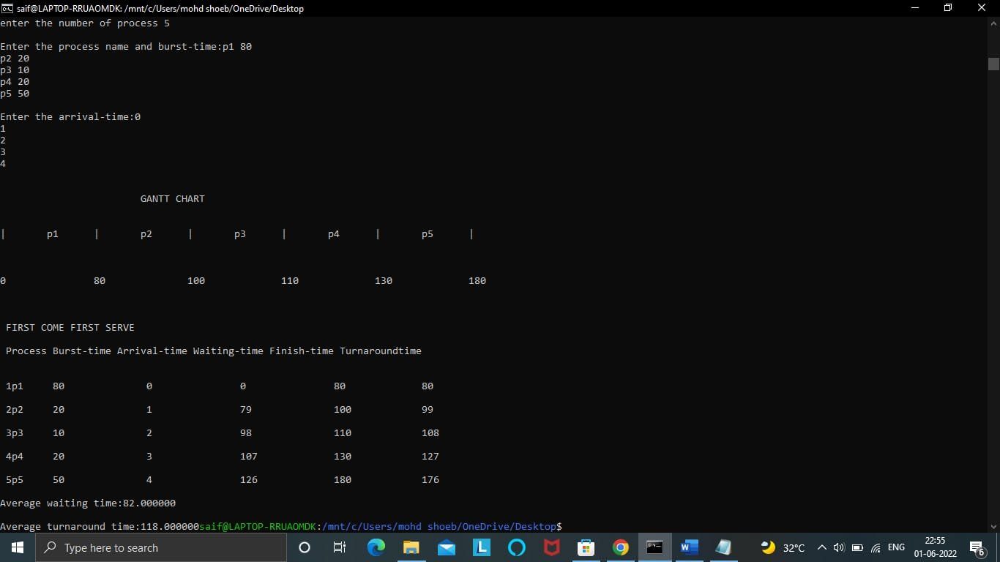 saif@LAPTOP-RRUAOMDK: /mnt/c/Users/mohd shoeb/OneDrive/Desktop
enter the number of process 5
Enter the process name and burst-time:p1 80
p2 20
p3 10
p4 20
p5 50
Enter the arrival-time:0
1
2
3
4
GANTT CHART
| p1 | p2 | p3 | p4 | p5 |
0 80 100 110 130 180
FIRST COME FIRST SERVE
Process Burst-time Arrival-time Waiting-time Finish-time Turnaroundtime
1p1 80 0 0 80 80
2p2 20 1 79 100 99
3p3 10 2 98 110 108
4p4 20 3 107 130 127
5p5 50 4 126 180 176
Average waiting time:82.000000
Average turnaround time:118.000000saif@LAPTOP-RRUAOMDK:/mnt/c/Users/mohd shoeb/OneDrive/Desktop$
Type here to search
32°C ENG 22:55
01-06-2022 6